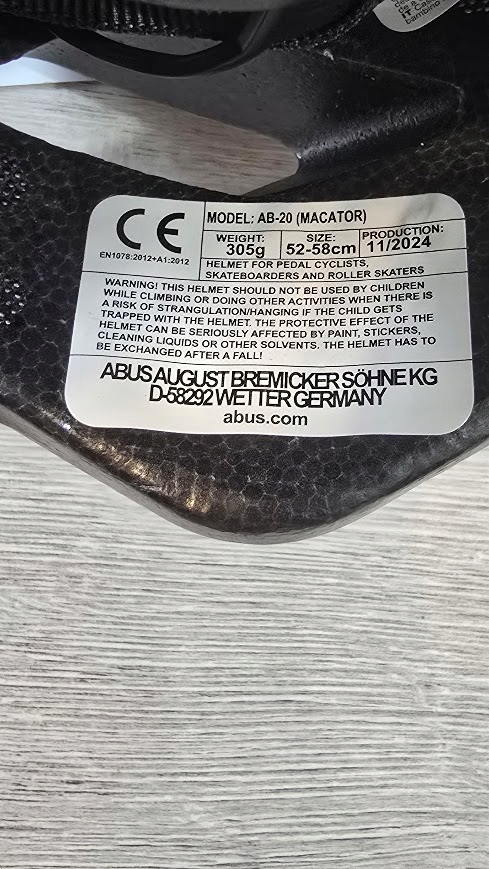 IT
bambino
CE
EN1078:2012+A1:2012
MODEL: AB-20 (MACATOR)
WEIGHT: 305g
SIZE: 52-58cm
PRODUCTION: 11/2024
HELMET FOR PEDAL CYCLISTS,
SKATEBOARDERS AND ROLLER SKATERS
WARNING! THIS HELMET SHOULD NOT BE USED BY CHILDREN
WHILE CLIMBING OR DOING OTHER ACTIVITIES WHEN THERE IS
A RISK OF STRANGULATION/HANGING IF THE CHILD GETS
TRAPPED WITH THE HELMET. THE PROTECTIVE EFFECT OF THE
HELMET CAN BE SERIOUSLY AFFECTED BY PAINT, STICKERS,
CLEANING LIQUIDS OR OTHER SOLVENTS. THE HELMET HAS TO
BE EXCHANGED AFTER A FALL!
ABUS AUGUST BREMICKER SÖHNE KG
D-58292 WETTER GERMANY
abus.com